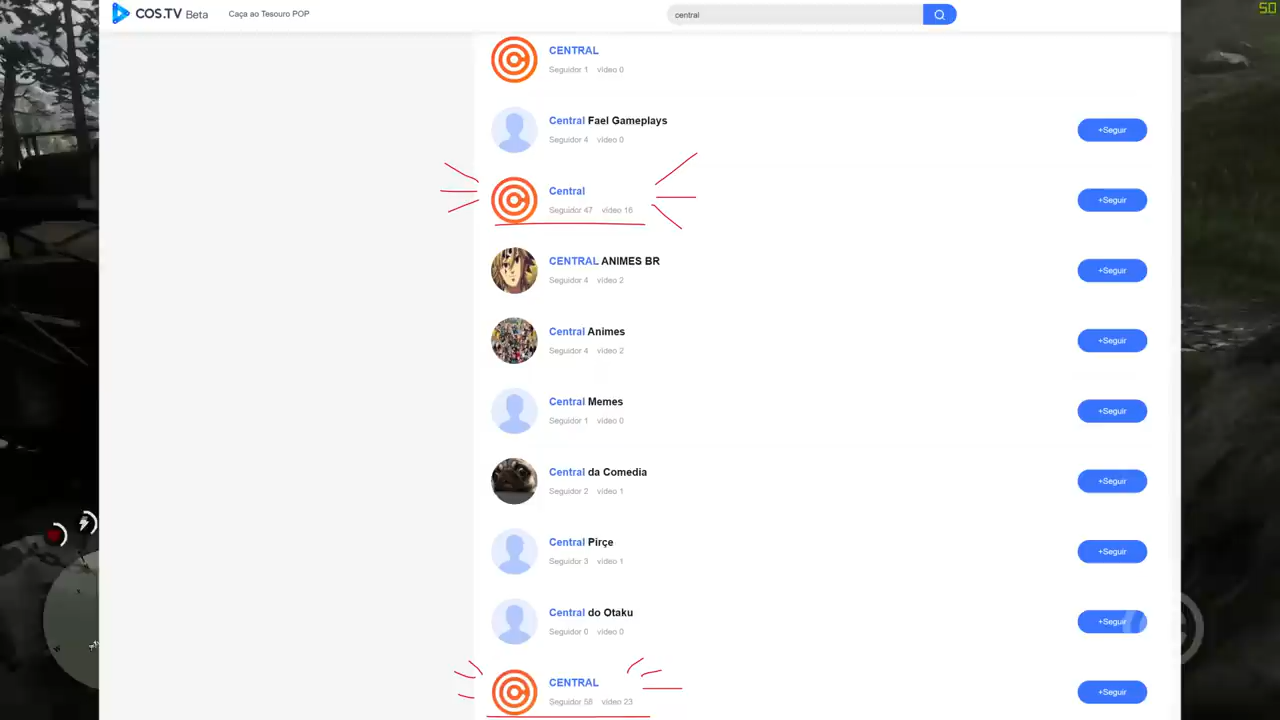 COS.TV Beta
Caça ao Tesouro POP
central
50
CENTRAL
Seguidor 1 vídeo 0
Central Fael Gameplays
Seguidor 4 vídeo 0
+Seguir
Central
Seguidor 47 vídeo 16
+Seguir
CENTRAL ANIMES BR
Seguidor 4 vídeo 2
+Seguir
Central Animes
Seguidor 4 vídeo 2
+Seguir
Central Memes
Seguidor 1 vídeo 0
+Seguir
Central da Comedia
Seguidor 2 vídeo 1
+Seguir
Central Pirçe
Seguidor 3 vídeo 1
+Seguir
Central do Otaku
Seguidor 0 vídeo 0
+Seguir
CENTRAL
Seguidor 58 vídeo 23
+Seguir